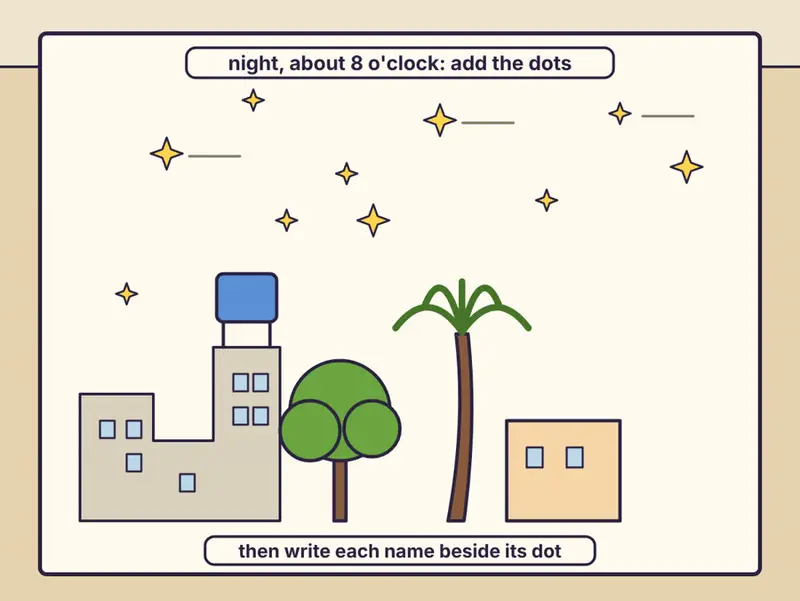 night, about 8 o'clock: add the dots
then write each name beside its dot